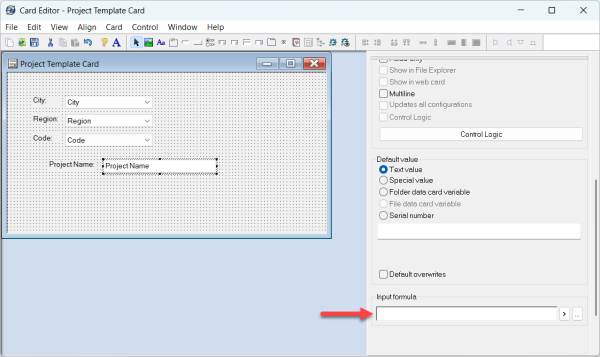 Card Editor - Project Template Card
File Edit View Align Card Control Window Help
Project Template Card
City: City
Region: Region
Code: Code
Project Name: Project Name
Show in File Explorer
Show in web card
Multiline
Updates all configurations
Control Logic
Control Logic
Default value
Text value
Special value
Folder data card variable
File data card variable
Serial number
Default overwrites
Input formula
> ...